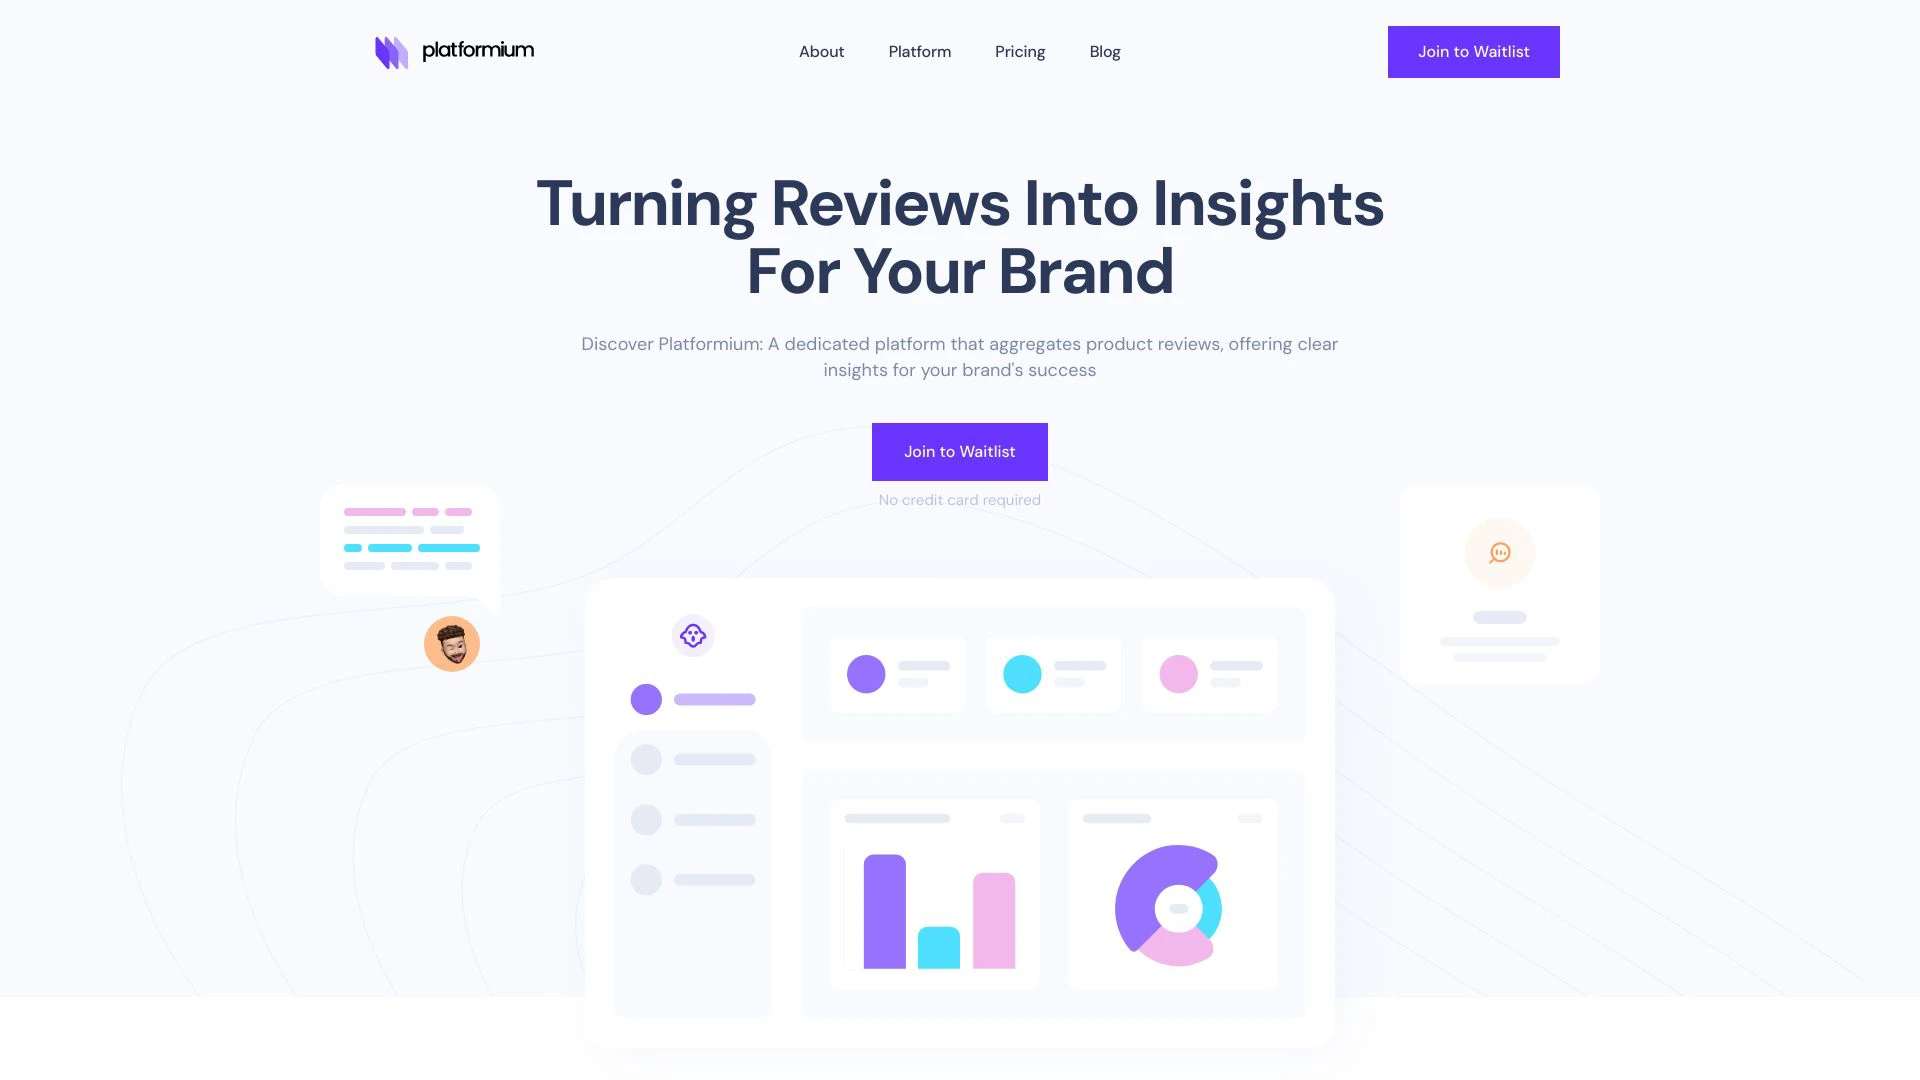 platformium
About
Platform
Pricing
Blog
Join to Waitlist
Turning Reviews Into Insights
For Your Brand
Discover Platformium: A dedicated platform that aggregates product reviews, offering clear
insights for your brand's success
Join to Waitlist
No credit card required